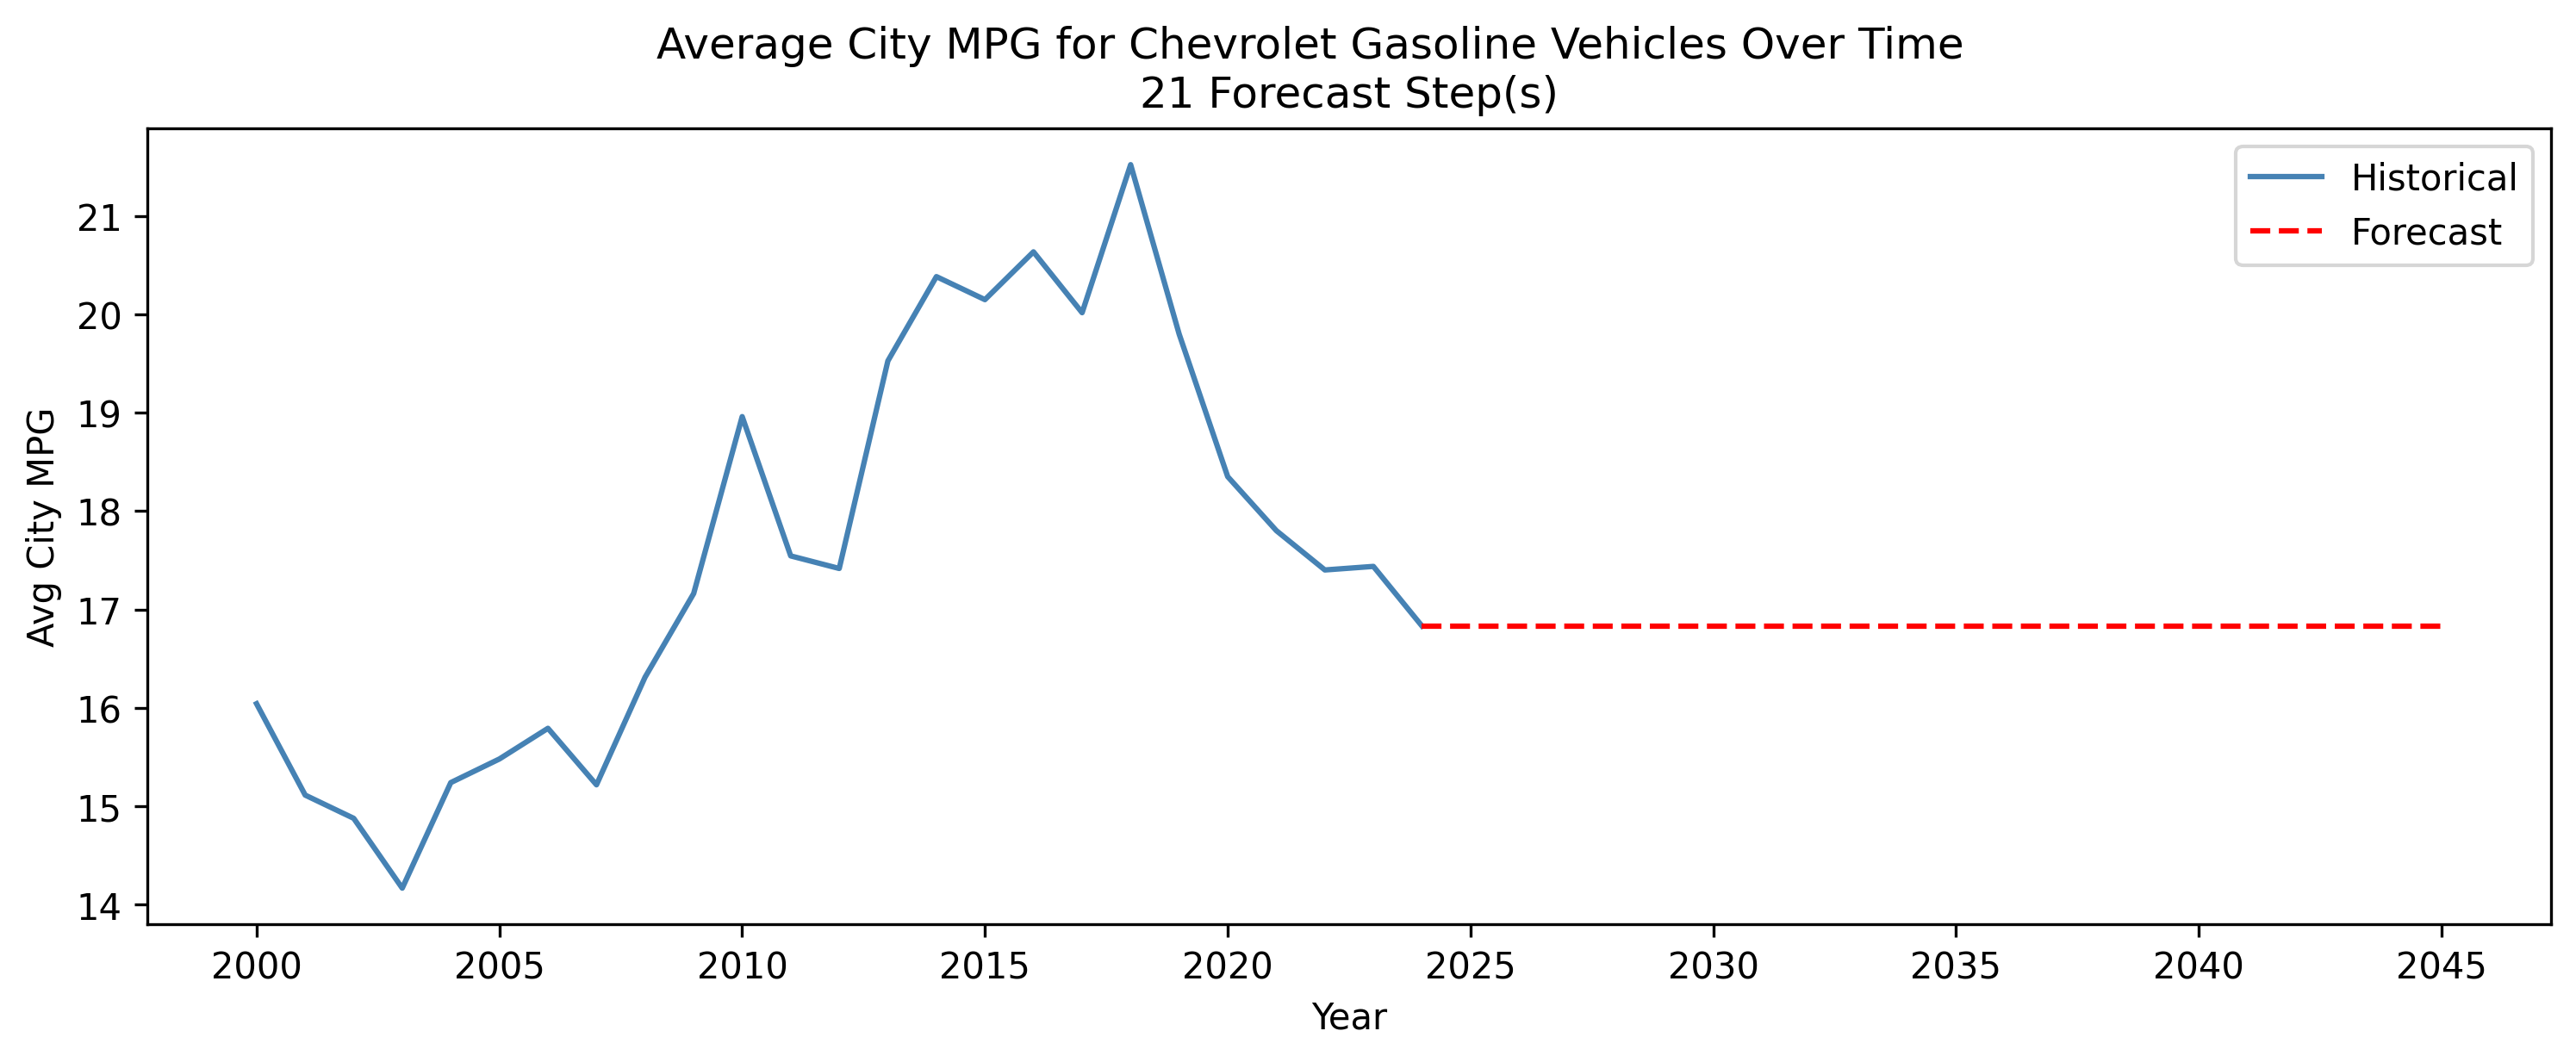 Average City MPG for Chevrolet Gasoline Vehicles Over Time
21 Forecast Step(s)
Historical
Forecast
Avg City MPG
21
20
19
18
17
16
15
14
2000 2005 2010 2015 2020 2025 2030 2035 2040 2045
Year